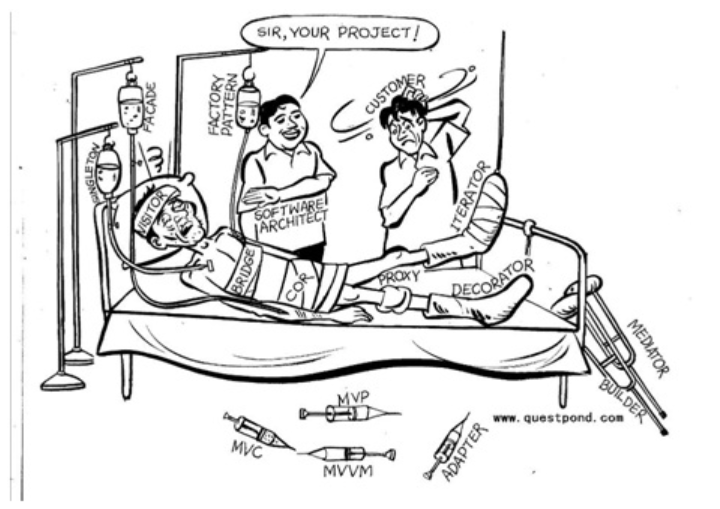 SIR, YOUR PROJECT!
FACADE
FACTORY
PATTERN
CUSTOMER
SINGLETON
VISITOR
SOFTWARE
ARCHITECT
ITERATOR
BRIDGE
COR
PROXY
DECORATOR
MEDIATOR
BUILDER
MVP
www.questpond.com
MVC
MVVM
ADAPTER